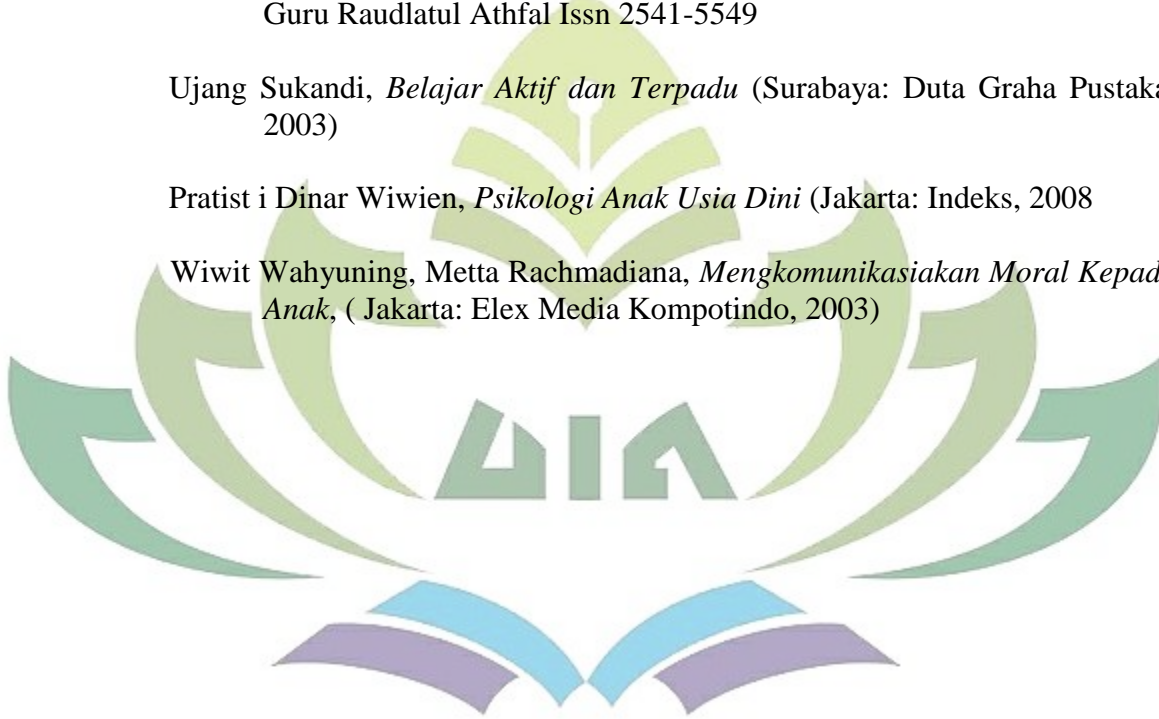 Guru Raudlatul Athfal Issn 2541-5549
Ujang Sukandi, Belajar Aktif dan Terpadu (Surabaya: Duta Graha Pustaka
2003)
Pratist i Dinar Wiwien, Psikologi Anak Usia Dini (Jakarta: Indeks, 2008
Wiwit Wahyuning, Metta Rachmadiana, Mengkomunikasiakan Moral Kepad
Anak, ( Jakarta: Elex Media Kompotindo, 2003)
UIN